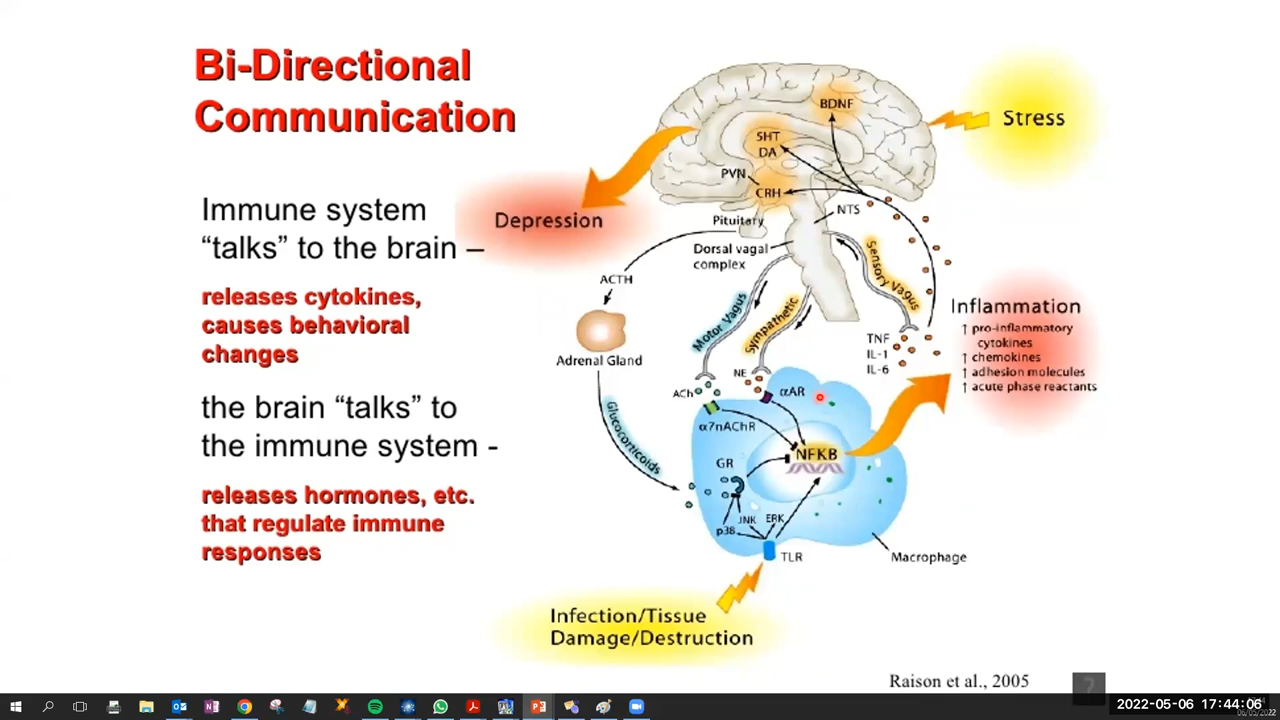 Bi-Directional
Communication
Immune system
“talks” to the brain –
releases cytokines,
causes behavioral
changes
the brain “talks” to
the immune system -
releases hormones, etc.
that regulate immune
responses
Stress
BDNF
5HT
DA
PVN
CRH
Depression
Pituitary
NTS
Dorsal vagal
complex
Sensory Vagus
ACTH
Motor Vagus
Sympathetic
Inflammation
↑ pro-inflammatory
cytokines
↑ chemokines
↑ adhesion molecules
↑ acute phase reactants
TNF
IL-1
IL-6
Adrenal Gland
NE
ACh
αAR
α7nAChR
Glucocorticoids
NFKB
GR
JNK
ERK
p38
TLR
Macrophage
Infection/Tissue
Damage/Destruction
Raison et al., 2005
2022-05-06 17:44:06